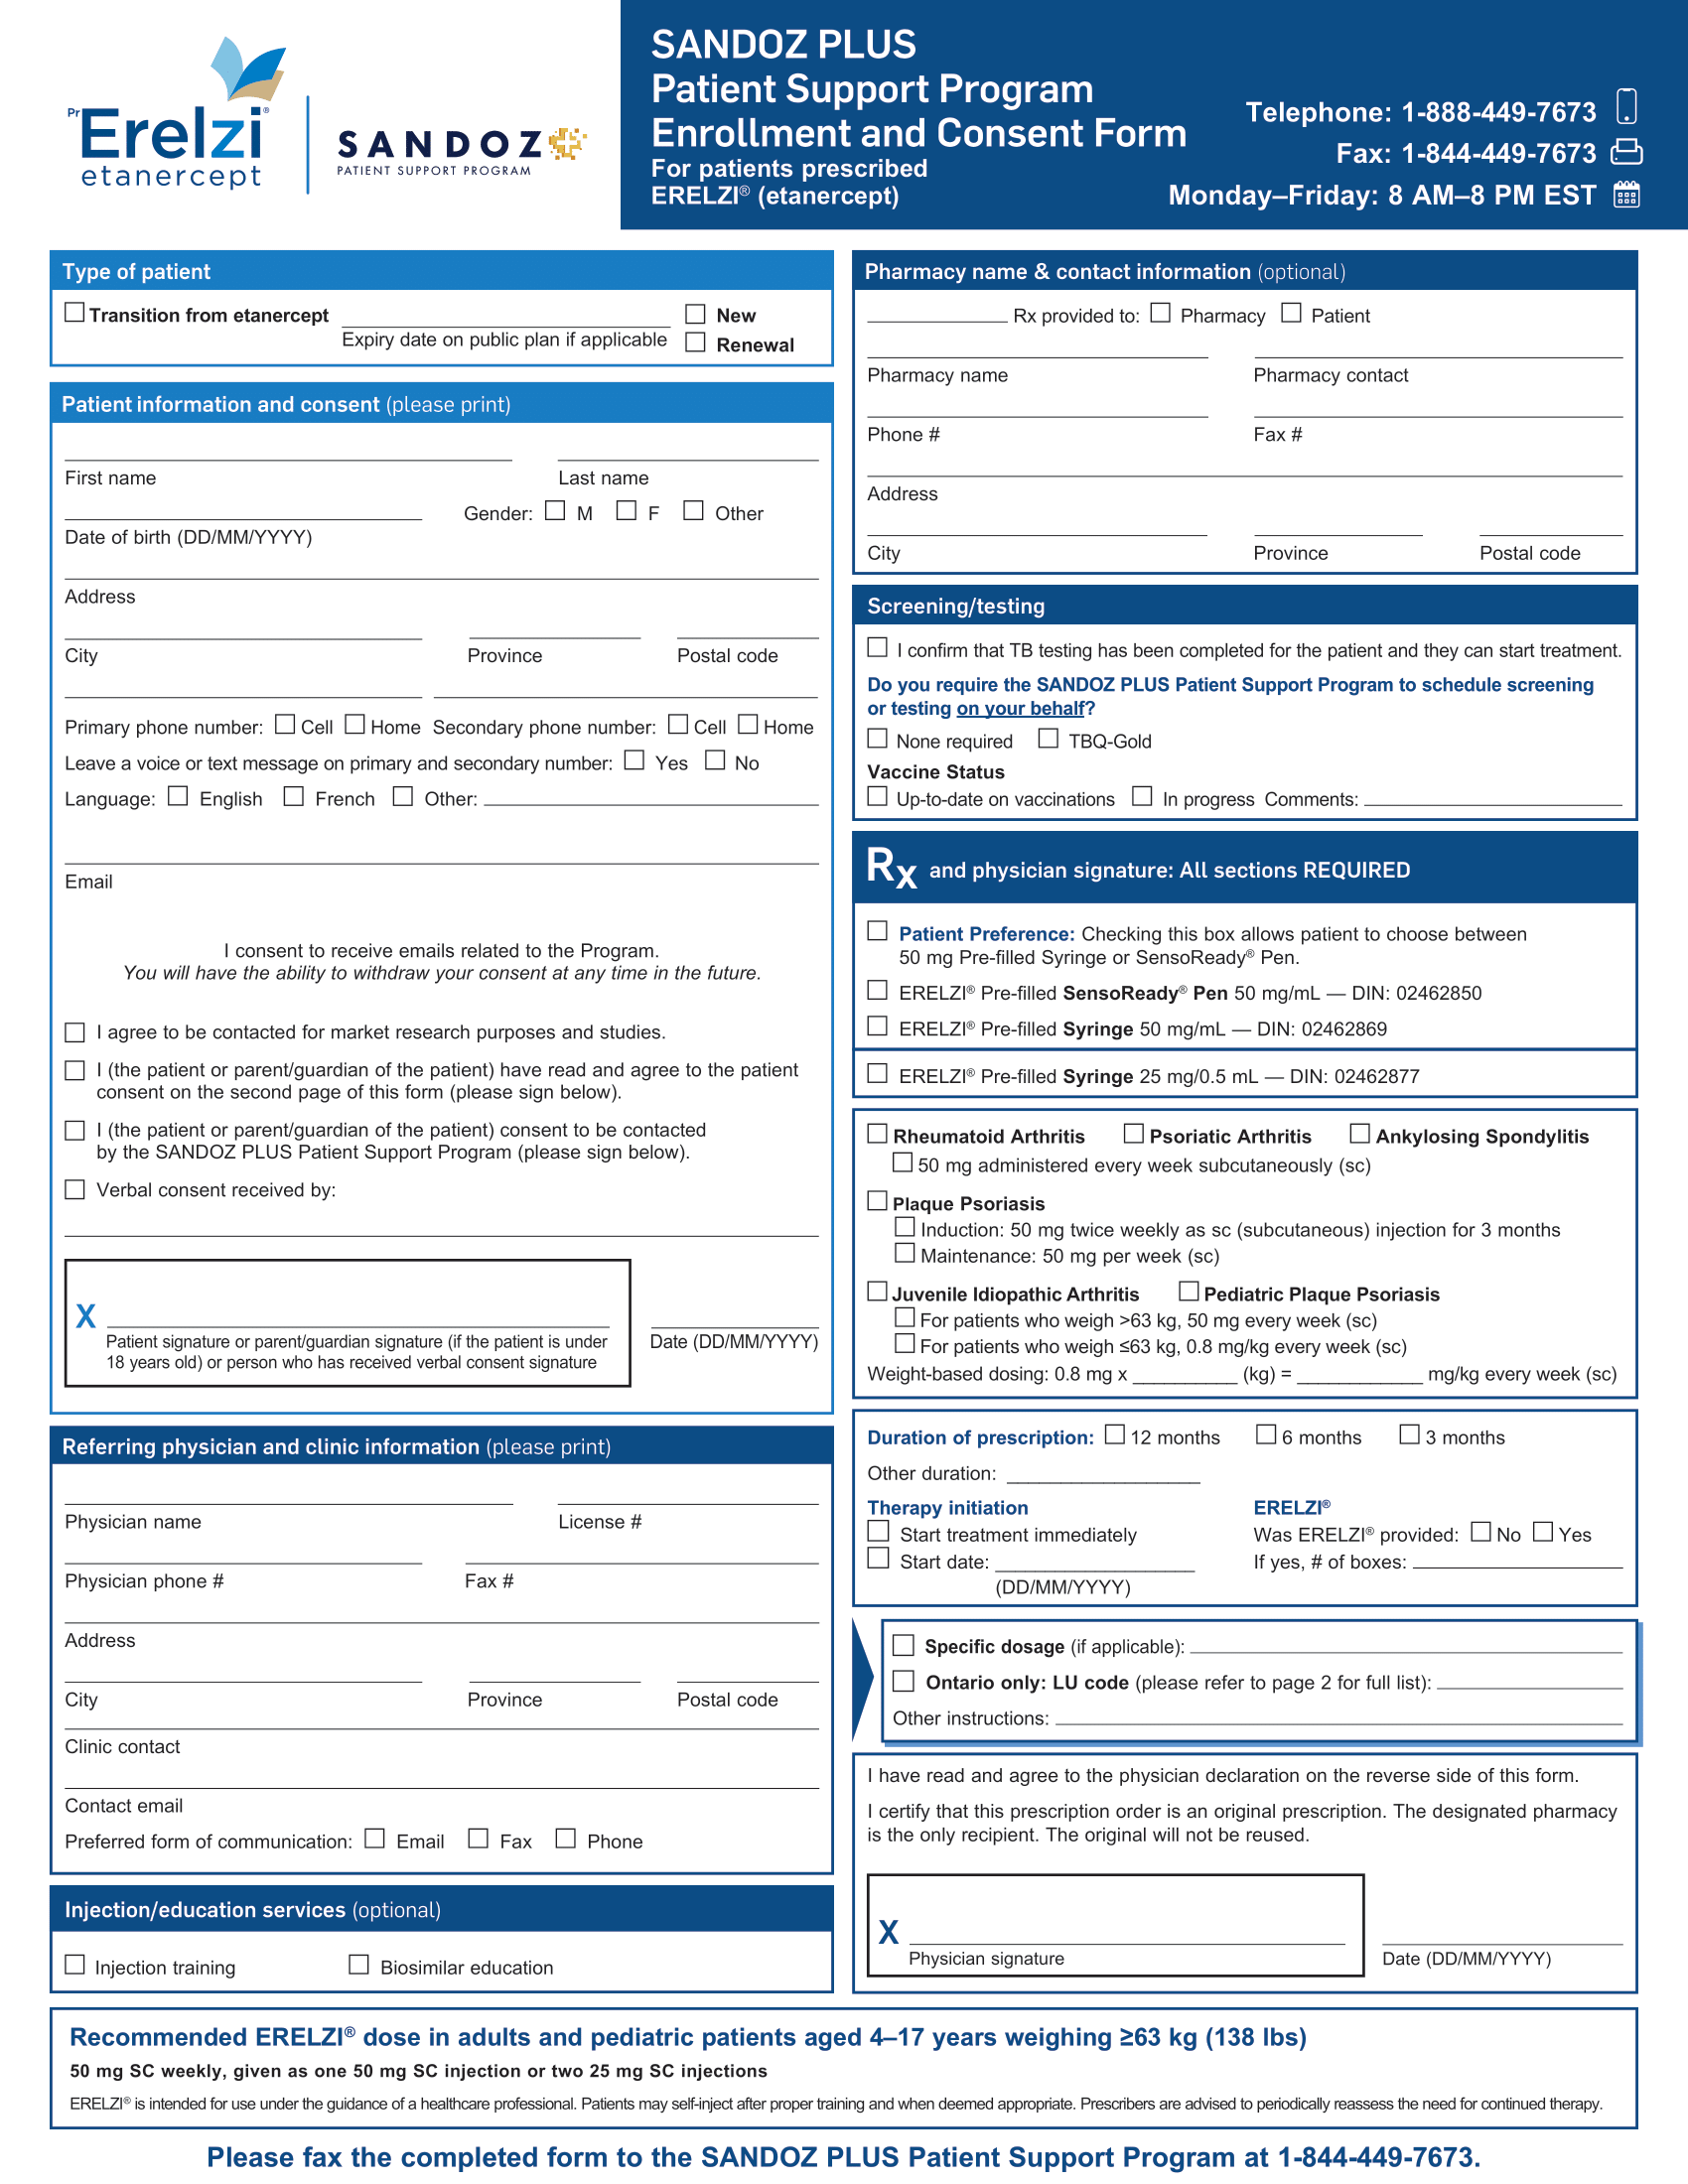 Pr Erelzi®
etanercept
SANDOZ
PATIENT SUPPORT PROGRAM
SANDOZ PLUS
Patient Support Program
Enrollment and Consent Form
For patients prescribed
ERELZI® (etanercept)
Telephone: 1-888-449-7673
Fax: 1-844-449-7673
Monday–Friday: 8 AM–8 PM EST
Type of patient
Transition from etanercept
Expiry date on public plan if applicable
New
Renewal
Patient information and consent (please print)
First name Last name
Gender: M F Other
Date of birth (DD/MM/YYYY)
Address
City Province Postal code
Primary phone number: Cell Home Secondary phone number: Cell Home
Leave a voice or text message on primary and secondary number: Yes No
Language: English French Other:
Email
I consent to receive emails related to the Program.
You will have the ability to withdraw your consent at any time in the future.
I agree to be contacted for market research purposes and studies.
I (the patient or parent/guardian of the patient) have read and agree to the patient
consent on the second page of this form (please sign below).
I (the patient or parent/guardian of the patient) consent to be contacted
by the SANDOZ PLUS Patient Support Program (please sign below).
Verbal consent received by:
X
Patient signature or parent/guardian signature (if the patient is under
18 years old) or person who has received verbal consent signature
Date (DD/MM/YYYY)
Referring physician and clinic information (please print)
Physician name License #
Physician phone # Fax #
Address
City Province Postal code
Clinic contact
Contact email
Preferred form of communication: Email Fax Phone
Injection/education services (optional)
Injection training Biosimilar education
Pharmacy name & contact information (optional)
Rx provided to: Pharmacy Patient
Pharmacy name Pharmacy contact
Phone # Fax #
Address
City Province Postal code
Screening/testing
I confirm that TB testing has been completed for the patient and they can start treatment.
Do you require the SANDOZ PLUS Patient Support Program to schedule screening
or testing on your behalf?
None required TBQ-Gold
Vaccine Status
Up-to-date on vaccinations In progress Comments:
Rx and physician signature: All sections REQUIRED
Patient Preference: Checking this box allows patient to choose between
50 mg Pre-filled Syringe or SensoReady® Pen.
ERELZI® Pre-filled SensoReady® Pen 50 mg/mL — DIN: 02462850
ERELZI® Pre-filled Syringe 50 mg/mL — DIN: 02462869
ERELZI® Pre-filled Syringe 25 mg/0.5 mL — DIN: 02462877
Rheumatoid Arthritis Psoriatic Arthritis Ankylosing Spondylitis
50 mg administered every week subcutaneously (sc)
Plaque Psoriasis
Induction: 50 mg twice weekly as sc (subcutaneous) injection for 3 months
Maintenance: 50 mg per week (sc)
Juvenile Idiopathic Arthritis Pediatric Plaque Psoriasis
For patients who weigh >63 kg, 50 mg every week (sc)
For patients who weigh ≤63 kg, 0.8 mg/kg every week (sc)
Weight-based dosing: 0.8 mg x __________ (kg) = ____________ mg/kg every week (sc)
Duration of prescription: 12 months 6 months 3 months
Other duration:
Therapy initiation
Start treatment immediately
Start date:
(DD/MM/YYYY)
ERELZI®
Was ERELZI® provided: No Yes
If yes, # of boxes:
Specific dosage (if applicable):
Ontario only: LU code (please refer to page 2 for full list):
Other instructions:
I have read and agree to the physician declaration on the reverse side of this form.
I certify that this prescription order is an original prescription. The designated pharmacy
is the only recipient. The original will not be reused.
X
Physician signature Date (DD/MM/YYYY)
Recommended ERELZI® dose in adults and pediatric patients aged 4–17 years weighing ≥63 kg (138 lbs)
50 mg SC weekly, given as one 50 mg SC injection or two 25 mg SC injections
ERELZI® is intended for use under the guidance of a healthcare professional. Patients may self-inject after proper training and when deemed appropriate. Prescribers are advised to periodically reassess the need for continued therapy.
Please fax the completed form to the SANDOZ PLUS Patient Support Program at 1-844-449-7673.